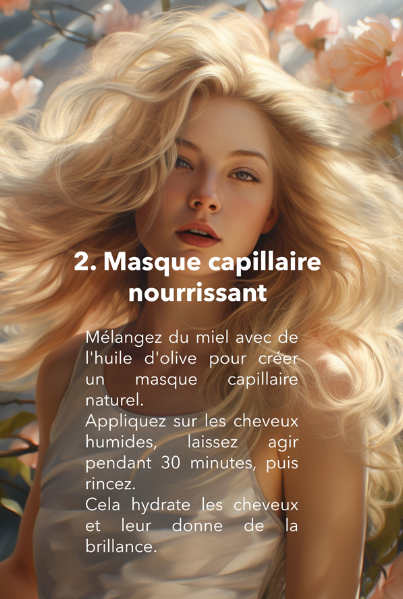 2. Masque capillaire
nourrissant
Mélangez du miel avec de
l'huile d'olive pour créer
un masque capillaire
naturel.
Appliquez sur les cheveux
humides, laissez agir
pendant 30 minutes, puis
rincez.
Cela hydrate les cheveux
et leur donne de la
brillance.